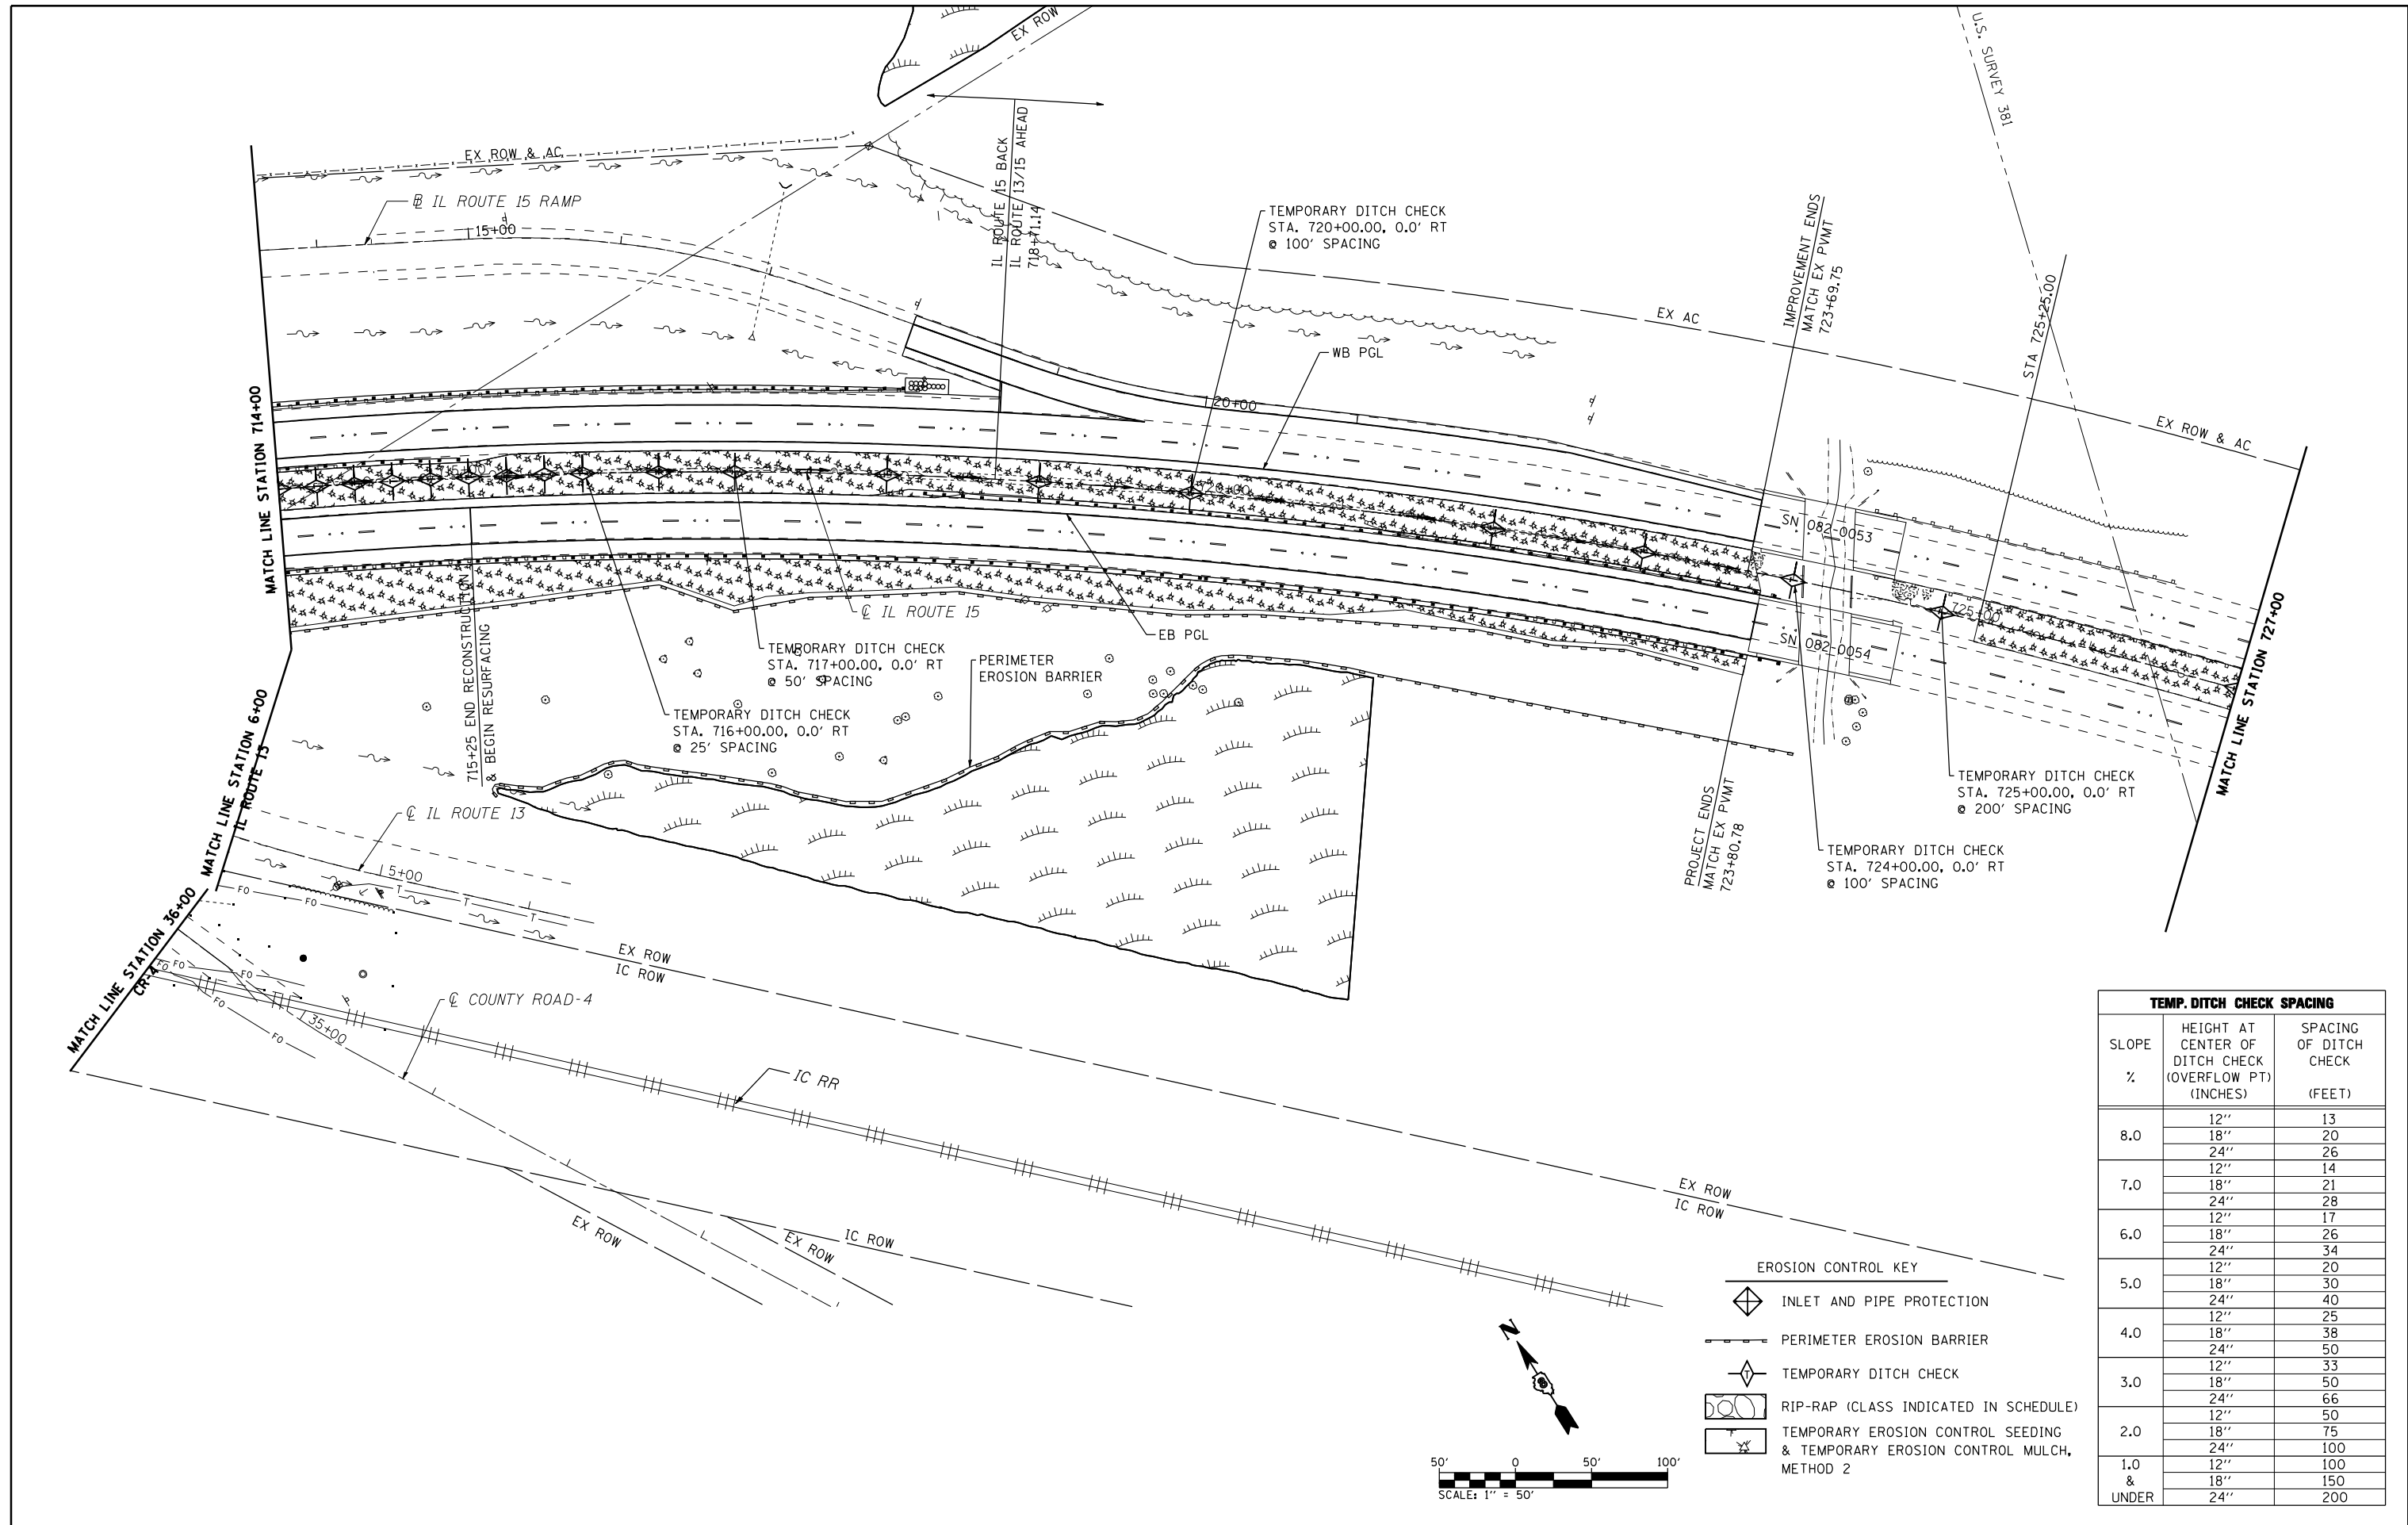 EX ROW
U.S. SURVEY 381
EX ROW & AC
IL ROUTE 15 BACK
IL ROUTE 13/15 AHEAD
718+71.14
℄ IL ROUTE 15 RAMP
15+00
TEMPORARY DITCH CHECK
STA. 720+00.00, 0.0' RT
@ 100' SPACING
IMPROVEMENT ENDS
MATCH EX PVMT
723+69.75
STA 725+25.00
EX AC
WB PGL
20+00
EX ROW & AC
MATCH LINE STATION 714+00
715+00
720+00
SN 082-0053
725+00
SN 082-0054
MATCH LINE STATION 727+00
℄ IL ROUTE 15
EB PGL
TEMPORARY DITCH CHECK
STA. 717+00.00, 0.0' RT
@ 50' SPACING
PERIMETER
EROSION BARRIER
TEMPORARY DITCH CHECK
STA. 716+00.00, 0.0' RT
@ 25' SPACING
715+25 END RECONSTRUCTION
& BEGIN RESURFACING
MATCH LINE STATION 6+00
IL ROUTE 13
℄ IL ROUTE 13
5+00
T
T
T
TEMPORARY DITCH CHECK
STA. 725+00.00, 0.0' RT
@ 200' SPACING
PROJECT ENDS
MATCH EX PVMT
723+80.78
TEMPORARY DITCH CHECK
STA. 724+00.00, 0.0' RT
@ 100' SPACING
FO
FO
MATCH LINE STATION 36+00
CR-4
FO
FO
FO
FO
FO
EX ROW
IC ROW
℄ COUNTY ROAD-4
35+00
IC RR
EX ROW
IC ROW
EX ROW
EX ROW
IC ROW
TEMP. DITCH CHECK SPACING
SLOPE %
HEIGHT AT CENTER OF DITCH CHECK (OVERFLOW PT) (INCHES)
SPACING OF DITCH CHECK (FEET)
8.0 12'' 13
18'' 20
24'' 26
7.0 12'' 14
18'' 21
24'' 28
6.0 12'' 17
18'' 26
24'' 34
5.0 12'' 20
18'' 30
24'' 40
4.0 12'' 25
18'' 38
24'' 50
3.0 12'' 33
18'' 50
24'' 66
2.0 12'' 50
18'' 75
24'' 100
1.0 12'' 100
& 18'' 150
UNDER 24'' 200
EROSION CONTROL KEY
INLET AND PIPE PROTECTION
PERIMETER EROSION BARRIER
T TEMPORARY DITCH CHECK
RIP-RAP (CLASS INDICATED IN SCHEDULE)
TEMPORARY EROSION CONTROL SEEDING
& TEMPORARY EROSION CONTROL MULCH,
METHOD 2
N
50' 0 50' 100'
SCALE: 1'' = 50'